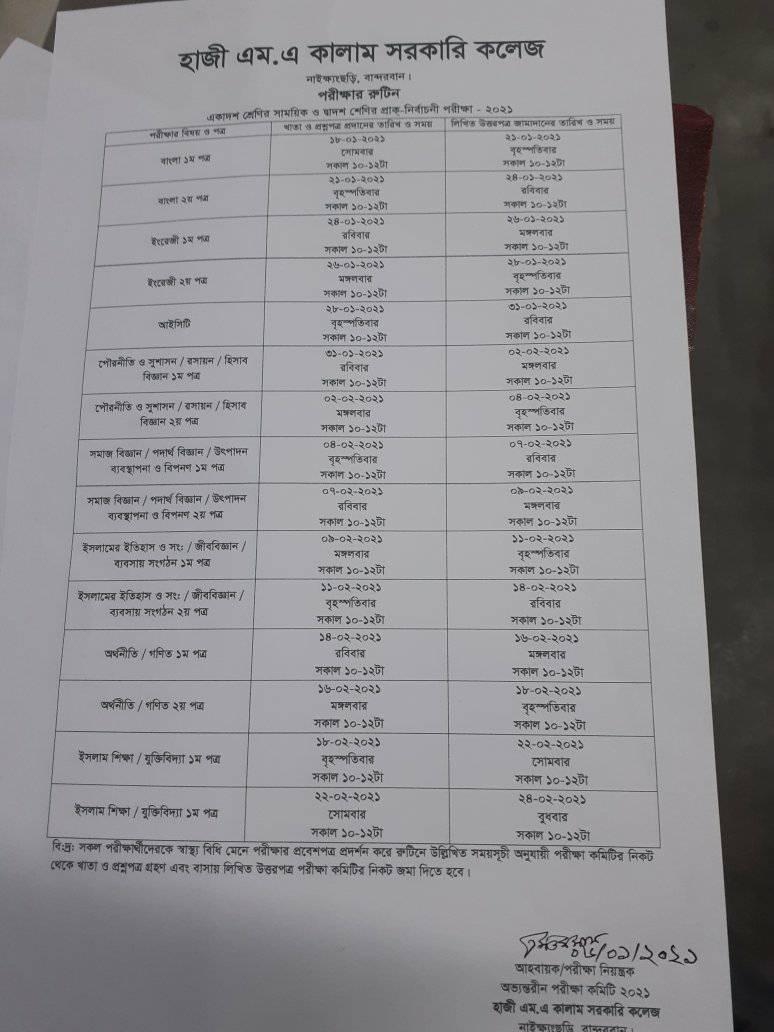 হাজী এম.এ কালাম সরকারি কলেজ
নাইক্ষ্যংছড়ি, বান্দরবান।
পরীক্ষার রুটিন
একাদশ শ্রেণির সাময়িক ও দ্বাদশ শ্রেণির প্রাক্-নির্বাচনী পরীক্ষা - ২০২১
পরীক্ষার বিষয় ও পত্র
খাতা ও প্রশ্নপত্র প্রদানের তারিখ ও সময়
লিখিত উত্তরপত্র জমাদানের তারিখ ও সময়
বাংলা ১ম পত্র
১৮-০১-২০২১
সোমবার
সকাল ১০-১২টা
২১-০১-২০২১
বৃহস্পতিবার
সকাল ১০-১২টা
বাংলা ২য় পত্র
২১-০১-২০২১
বৃহস্পতিবার
সকাল ১০-১২টা
২৪-০১-২০২১
রবিবার
সকাল ১০-১২টা
ইংরেজী ১ম পত্র
২৪-০১-২০২১
রবিবার
সকাল ১০-১২টা
২৬-০১-২০২১
মঙ্গলবার
সকাল ১০-১২টা
ইংরেজী ২য় পত্র
২৬-০১-২০২১
মঙ্গলবার
সকাল ১০-১২টা
২৮-০১-২০২১
বৃহস্পতিবার
সকাল ১০-১২টা
আইসিটি
২৮-০১-২০২১
বৃহস্পতিবার
সকাল ১০-১২টা
৩১-০১-২০২১
রবিবার
সকাল ১০-১২টা
পৌরনীতি ও সুশাসন / রসায়ন / হিসাব
বিজ্ঞান ১ম পত্র
৩১-০১-২০২১
রবিবার
সকাল ১০-১২টা
০২-০২-২০২১
মঙ্গলবার
সকাল ১০-১২টা
পৌরনীতি ও সুশাসন / রসায়ন / হিসাব
বিজ্ঞান ২য় পত্র
০২-০২-২০২১
মঙ্গলবার
সকাল ১০-১২টা
০৪-০২-২০২১
বৃহস্পতিবার
সকাল ১০-১২টা
সমাজ বিজ্ঞান / পদার্থ বিজ্ঞান / উৎপাদন
ব্যবস্থাপনা ও বিপনণ ১ম পত্র
০৪-০২-২০২১
বৃহস্পতিবার
সকাল ১০-১২টা
০৭-০২-২০২১
রবিবার
সকাল ১০-১২টা
সমাজ বিজ্ঞান / পদার্থ বিজ্ঞান / উৎপাদন
ব্যবস্থাপনা ও বিপনণ ২য় পত্র
০৭-০২-২০২১
রবিবার
সকাল ১০-১২টা
০৯-০২-২০২১
মঙ্গলবার
সকাল ১০-১২টা
ইসলামের ইতিহাস ও সং: / জীববিজ্ঞান /
ব্যবসায় সংগঠন ১ম পত্র
০৯-০২-২০২১
মঙ্গলবার
সকাল ১০-১২টা
১১-০২-২০২১
বৃহস্পতিবার
সকাল ১০-১২টা
ইসলামের ইতিহাস ও সং: / জীববিজ্ঞান /
ব্যবসায় সংগঠন ২য় পত্র
১১-০২-২০২১
বৃহস্পতিবার
সকাল ১০-১২টা
১৪-০২-২০২১
রবিবার
সকাল ১০-১২টা
অর্থনীতি / গণিত ১ম পত্র
১৪-০২-২০২১
রবিবার
সকাল ১০-১২টা
১৬-০২-২০২১
মঙ্গলবার
সকাল ১০-১২টা
অর্থনীতি / গণিত ২য় পত্র
১৬-০২-২০২১
মঙ্গলবার
সকাল ১০-১২টা
১৮-০২-২০২১
বৃহস্পতিবার
সকাল ১০-১২টা
ইসলাম শিক্ষা / যুক্তিবিদ্যা ১ম পত্র
১৮-০২-২০২১
বৃহস্পতিবার
সকাল ১০-১২টা
২২-০২-২০২১
সোমবার
সকাল ১০-১২টা
ইসলাম শিক্ষা / যুক্তিবিদ্যা ১ম পত্র
২২-০২-২০২১
সোমবার
সকাল ১০-১২টা
২৪-০২-২০২১
বুধবার
সকাল ১০-১২টা
বি:দ্র: সকল পরীক্ষার্থীদেরকে স্বাস্থ্য বিধি মেনে পরীক্ষার প্রবেশপত্র প্রদর্শন করে রুটিনে উল্লিখিত সময়সূচী অনুযায়ী পরীক্ষা কমিটির নিকট
থেকে খাতা ও প্রশ্নপত্র গ্রহণ এবং বাসায় লিখিত উত্তরপত্র পরীক্ষা কমিটির নিকট জমা দিতে হবে।
/০১/২০২১
আহবায়ক/পরীক্ষা নিয়ন্ত্রক
অভ্যন্তরীন পরীক্ষা কমিটি ২০২১
হাজী এম.এ কালাম সরকারি কলেজ
নাইক্ষ্যংছড়ি, বান্দরবান।